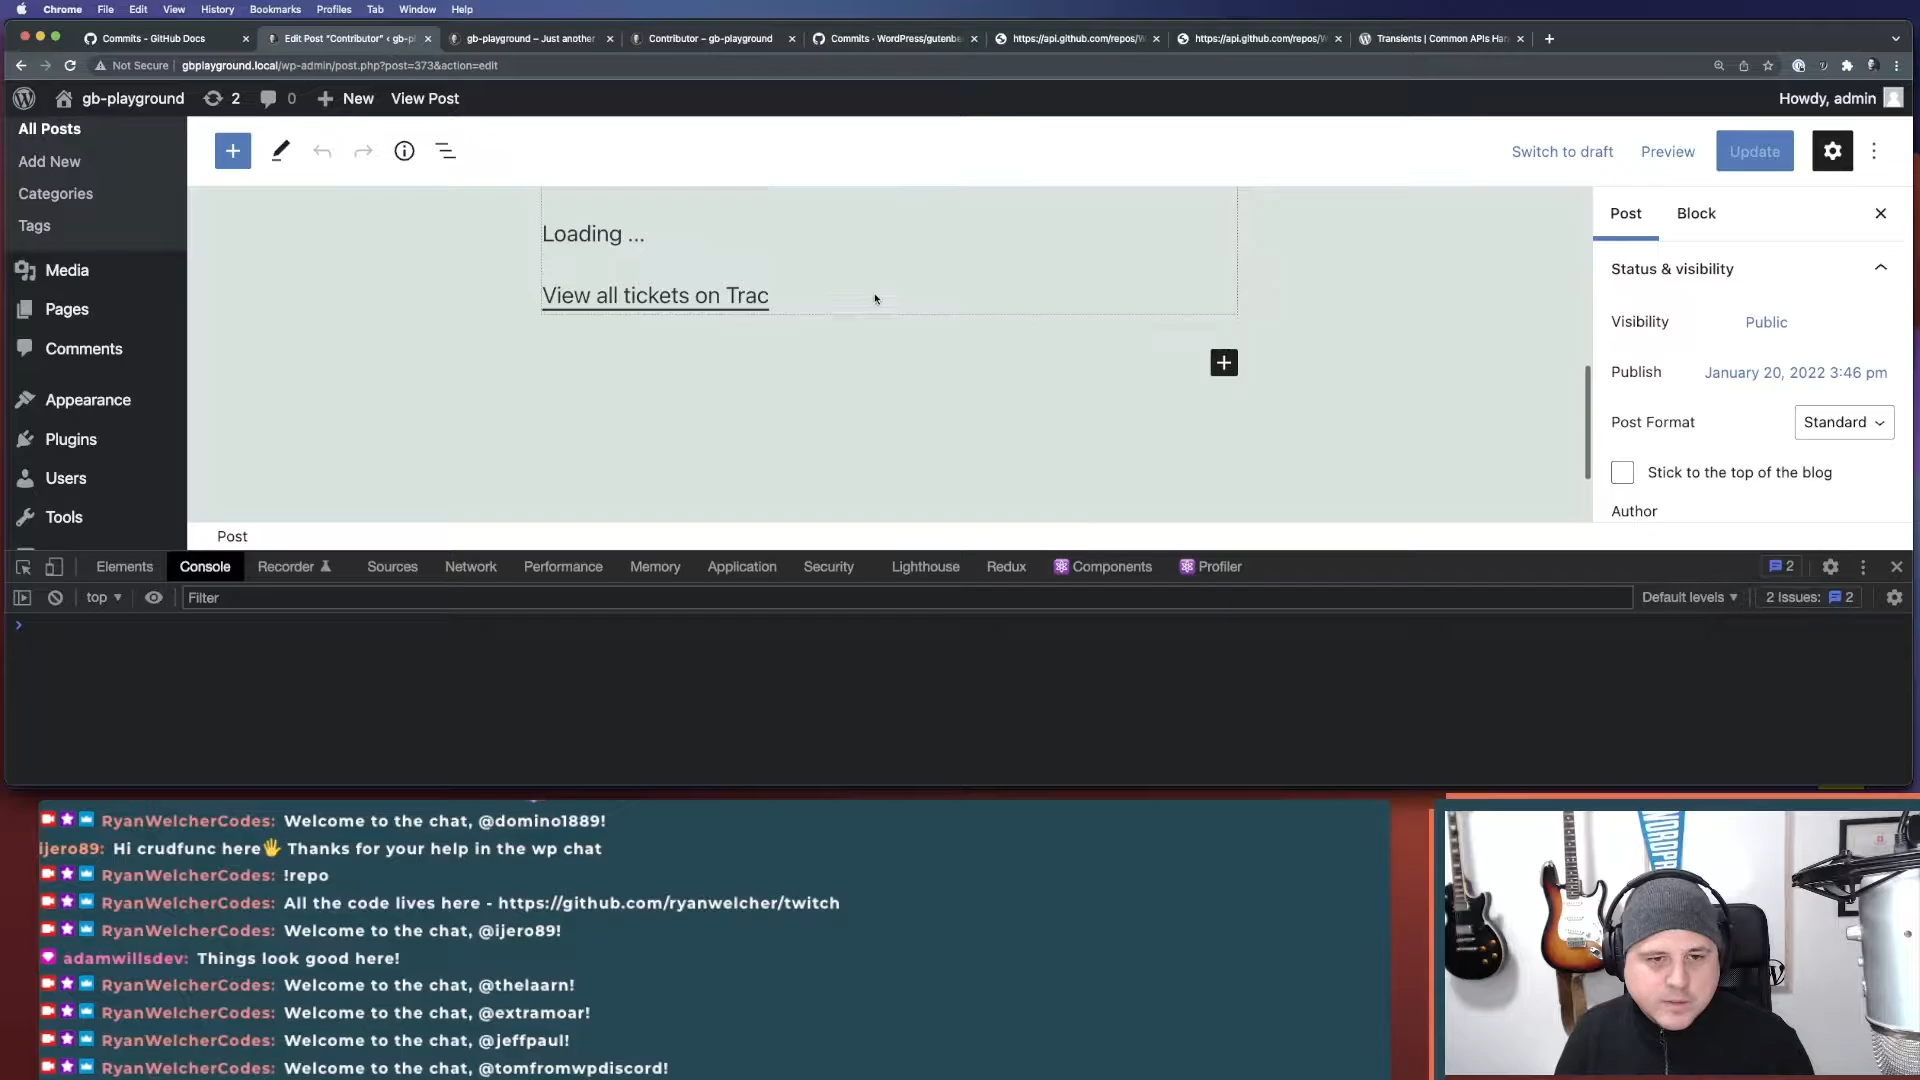 Chrome File Edit View History Bookmarks Profiles Tab Window Help
Commits - GitHub Docs
Edit Post "Contributor" ‹ gb-pl
gb-playground – Just another
Contributor – gb-playground
Commits · WordPress/gutenbe
https://api.github.com/repos/W
https://api.github.com/repos/W
Transients | Common APIs Han
Not Secure | gbplayground.local/wp-admin/post.php?post=373&action=edit
gb-playground 2 0 New View Post Howdy, admin
All Posts
Add New
Categories
Tags
Media
Pages
Comments
Appearance
Plugins
Users
Tools
Switch to draft Preview Update
Loading ...
View all tickets on Trac
Post
Post Block
Status & visibility
Visibility Public
Publish January 20, 2022 3:46 pm
Post Format Standard
Stick to the top of the blog
Author
Elements Console Recorder Sources Network Performance Memory Application Security Lighthouse Redux Components Profiler 2
top Filter Default levels 2 Issues: 2
RyanWelcherCodes: Welcome to the chat, @domino1889!
ijero89: Hi crudfunc here🖐 Thanks for your help in the wp chat
RyanWelcherCodes: !repo
RyanWelcherCodes: All the code lives here - https://github.com/ryanwelcher/twitch
RyanWelcherCodes: Welcome to the chat, @ijero89!
adamwillsdev: Things look good here!
RyanWelcherCodes: Welcome to the chat, @thelaarn!
RyanWelcherCodes: Welcome to the chat, @extramoar!
RyanWelcherCodes: Welcome to the chat, @jeffpaul!
RyanWelcherCodes: Welcome to the chat, @tomfromwpdiscord!